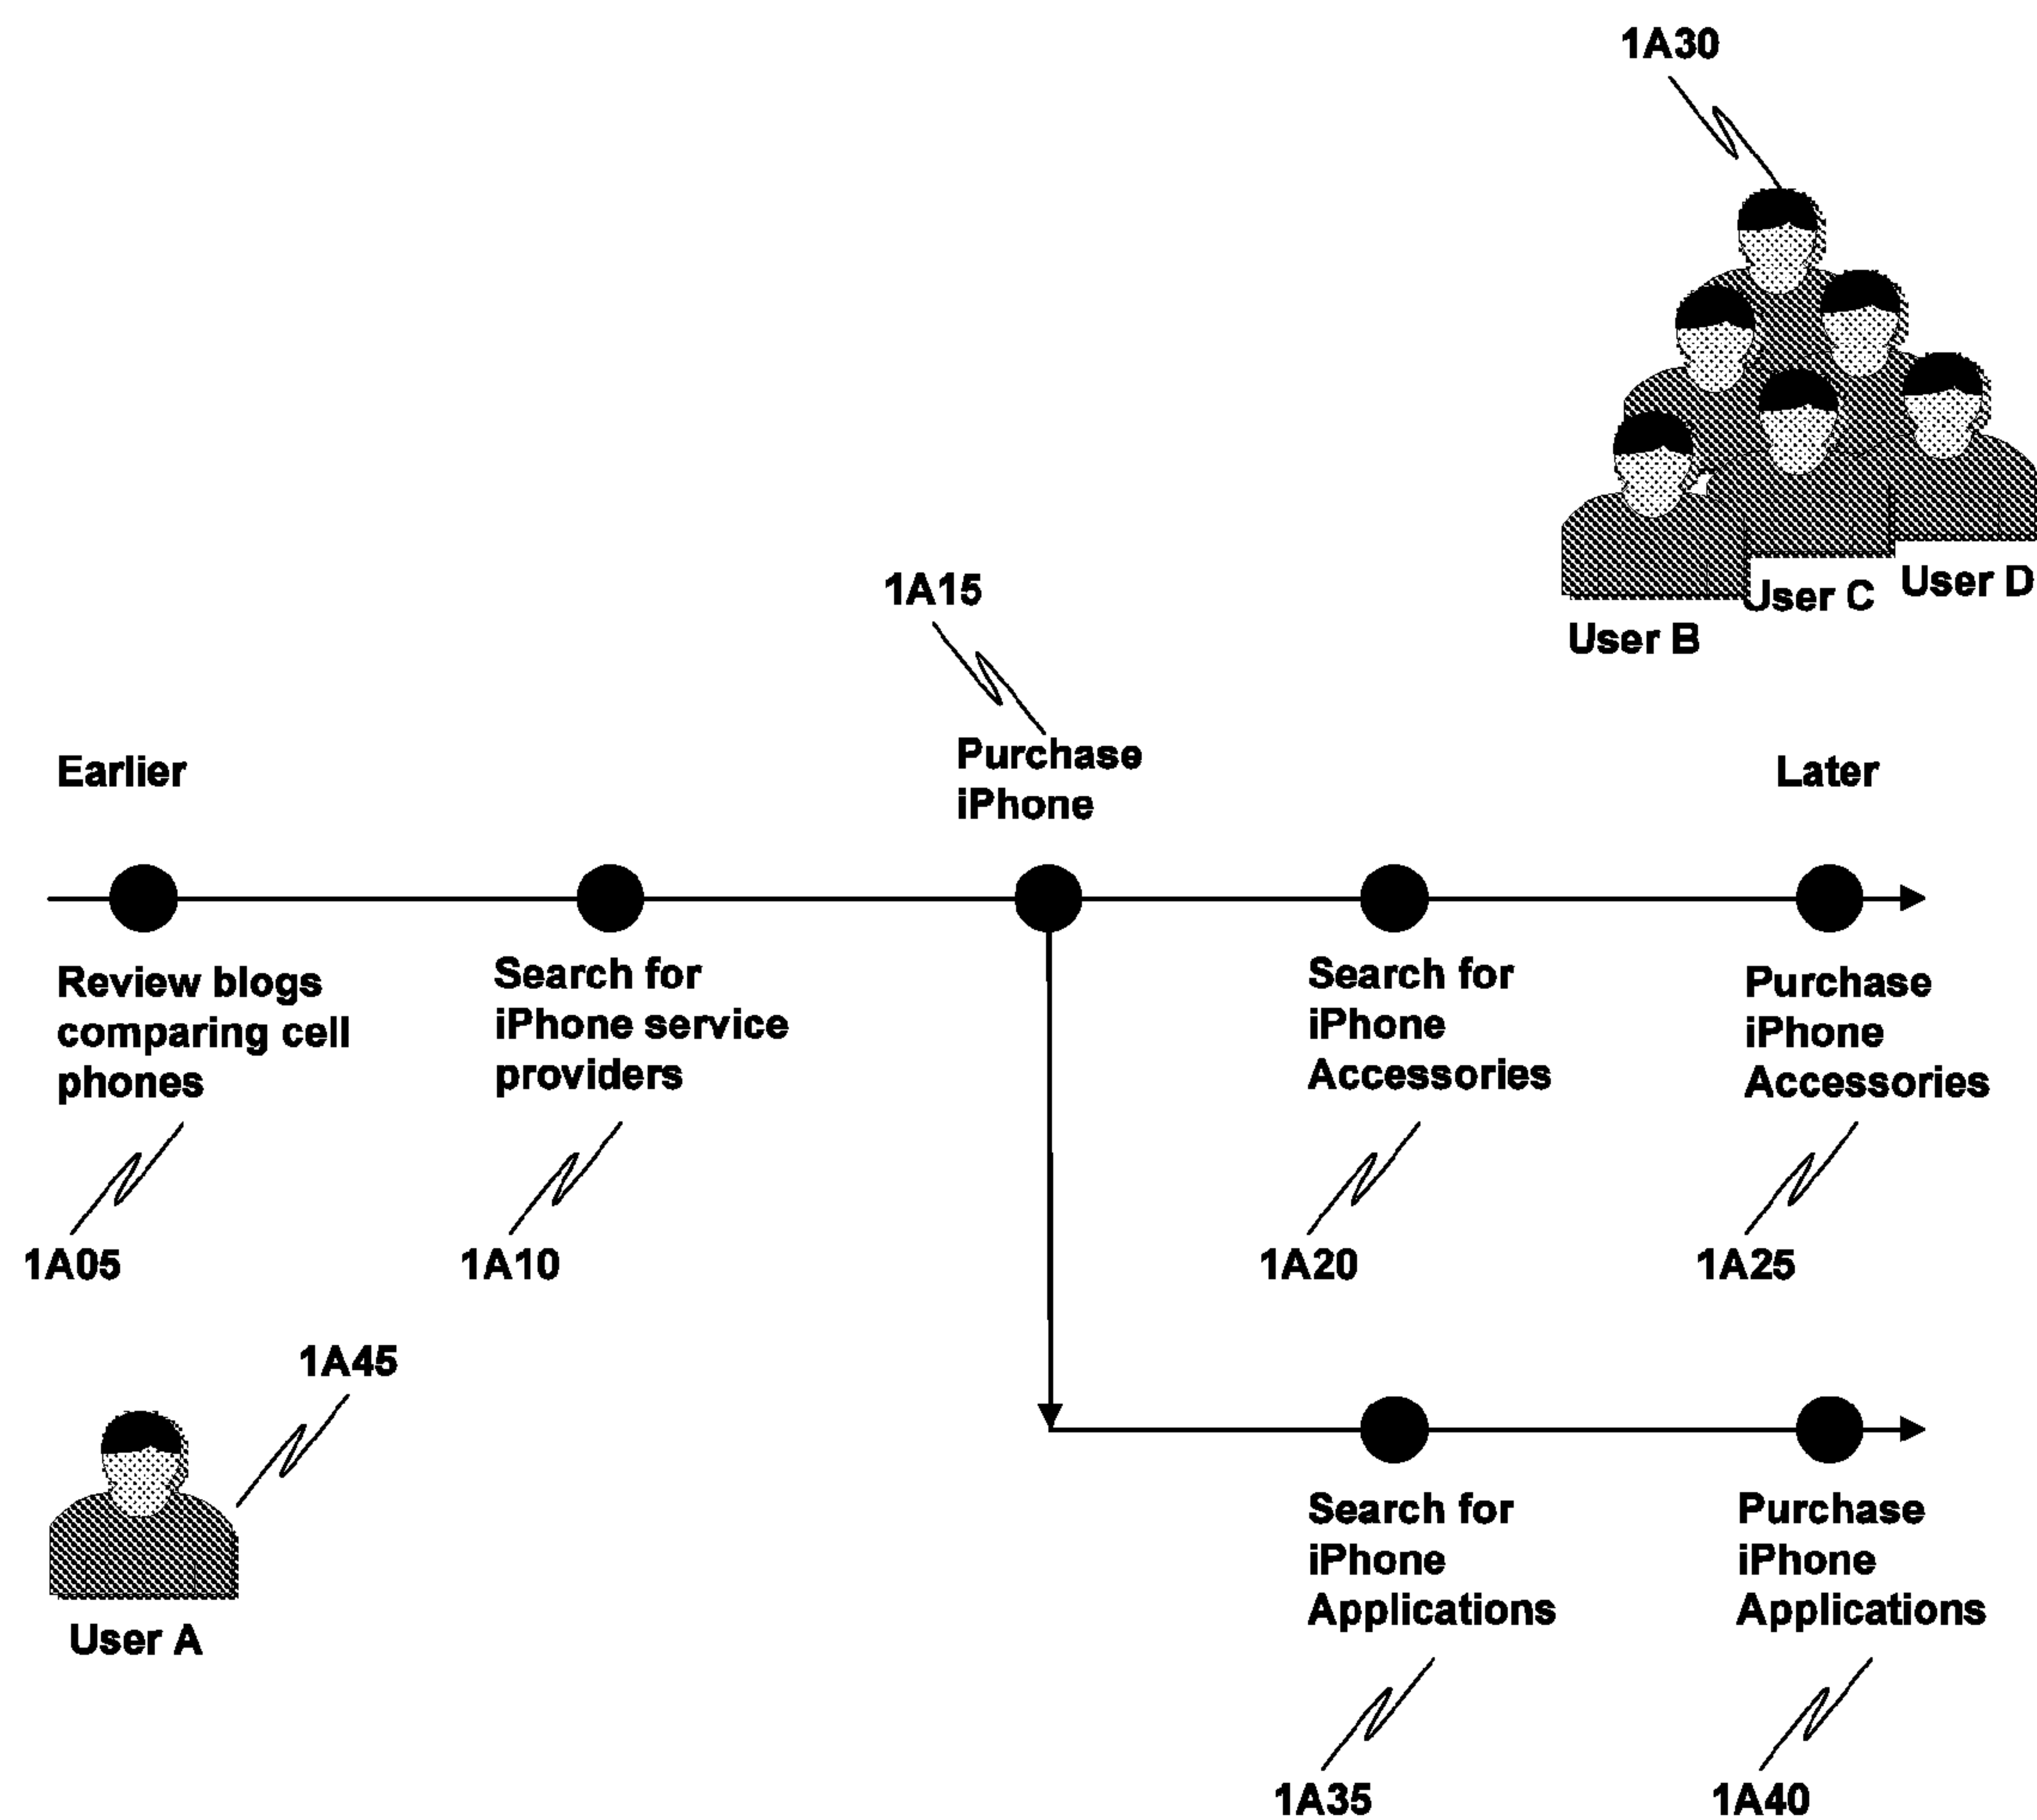 1A30
User B
User C
User D
1A15
Purchase
iPhone
Earlier
Later
Review blogs
comparing cell
phones
Search for
iPhone service
providers
Search for
iPhone
Accessories
Purchase
iPhone
Accessories
1A05
1A10
1A20
1A25
1A45
User A
Search for
iPhone
Applications
Purchase
iPhone
Applications
1A35
1A40